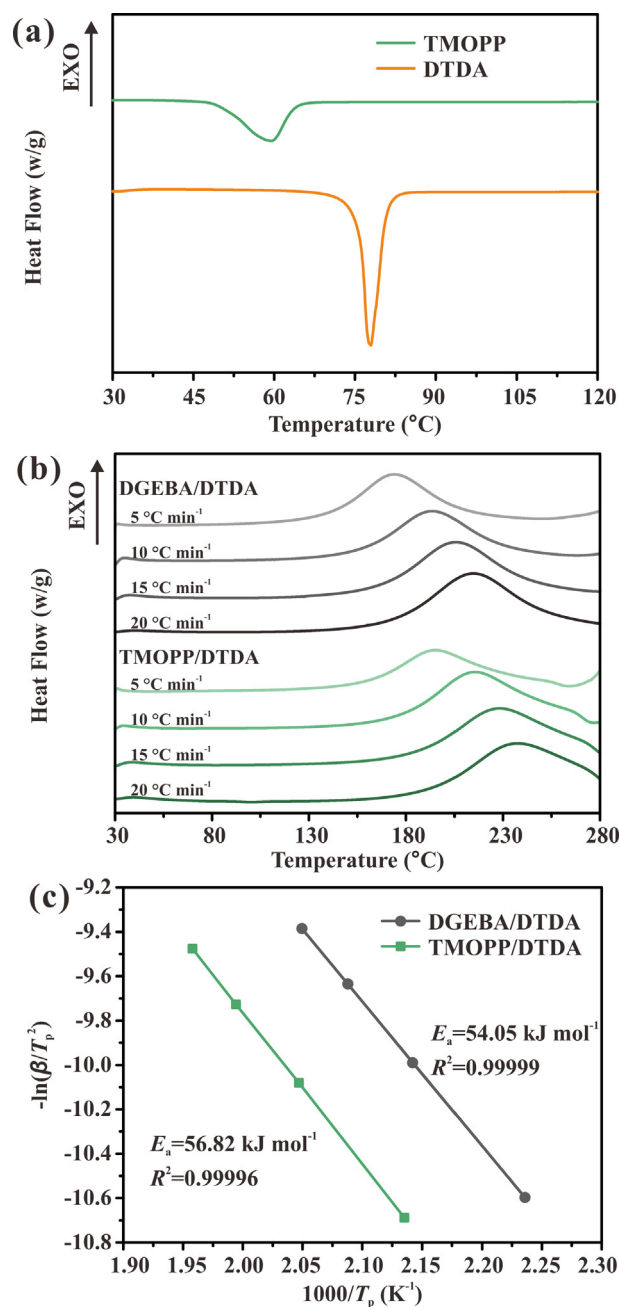 (a)
EXO
TMOPP
DTDA
Heat Flow (w/g)
30 45 60 75 90 105 120
Temperature (°C)
(b)
EXO
DGEBA/DTDA
5 °C min⁻¹
10 °C min⁻¹
15 °C min⁻¹
20 °C min⁻¹
TMOPP/DTDA
5 °C min⁻¹
10 °C min⁻¹
15 °C min⁻¹
20 °C min⁻¹
Heat Flow (w/g)
30 80 130 180 230 280
Temperature (°C)
(c)
DGEBA/DTDA
TMOPP/DTDA
-9.2
-9.4
-9.6
-9.8
-10.0
-10.2
-10.4
-10.6
-10.8
-ln(β/Tₚ²)
Eₐ=54.05 kJ mol⁻¹
R²=0.99999
Eₐ=56.82 kJ mol⁻¹
R²=0.99996
1.90 1.95 2.00 2.05 2.10 2.15 2.20 2.25 2.30
1000/Tₚ (K⁻¹)